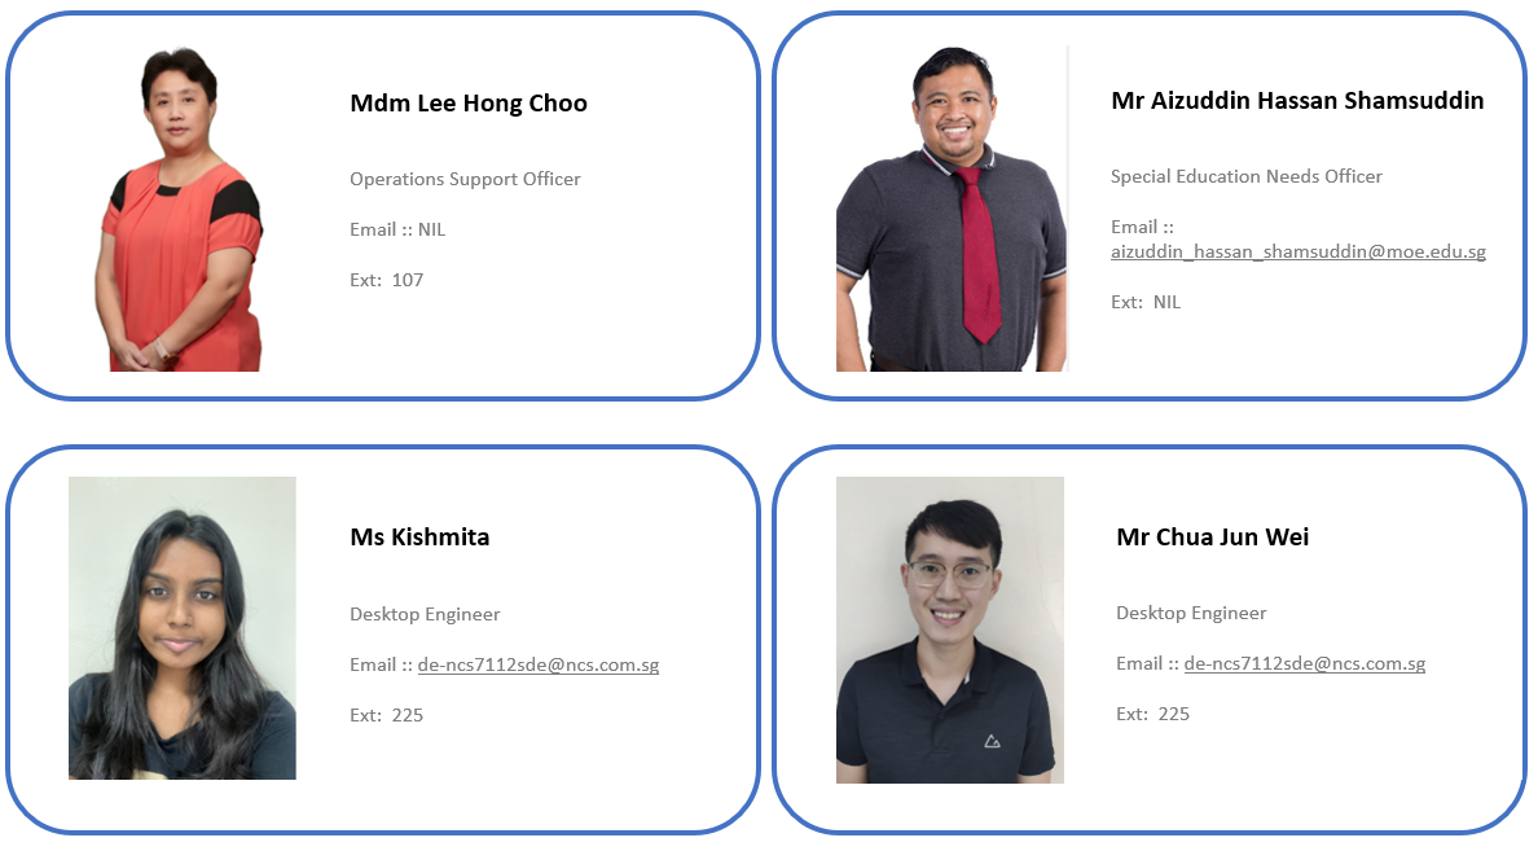 Mdm Lee Hong Choo
Operations Support Officer
Email :: NIL
Ext:  107
Mr Aizuddin Hassan Shamsuddin
Special Education Needs Officer
Email ::
aizuddin_hassan_shamsuddin@moe.edu.sg
Ext:  NIL
Ms Kishmita
Desktop Engineer
Email :: de-ncs7112sde@ncs.com.sg
Ext:  225
Mr Chua Jun Wei
Desktop Engineer
Email :: de-ncs7112sde@ncs.com.sg
Ext:  225